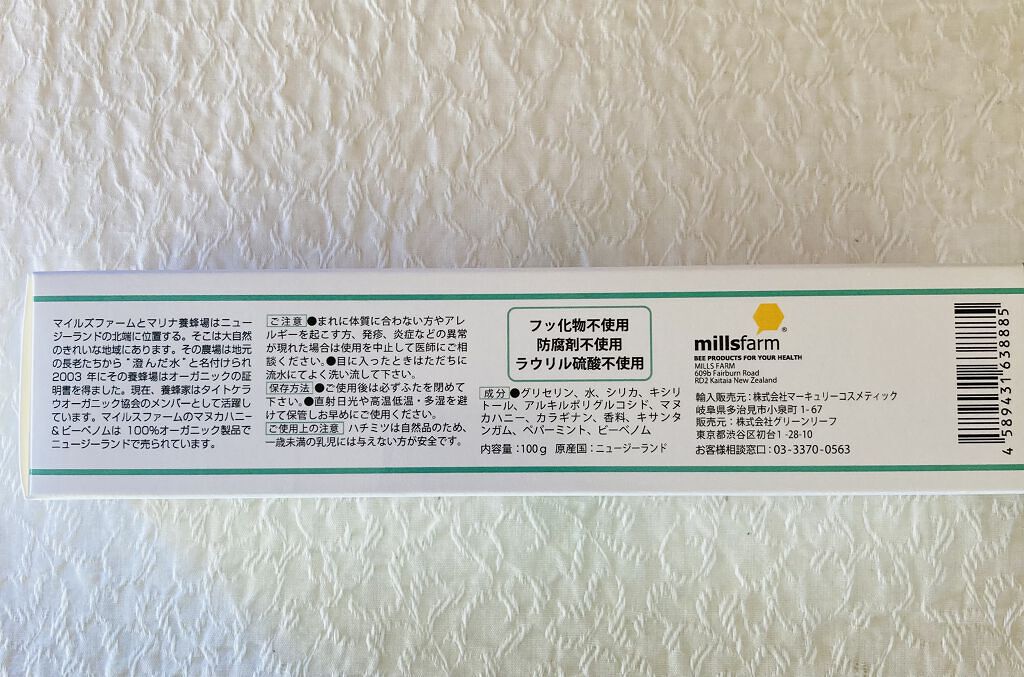 マイルズファームとマリナ養蜂場はニュー
ジーランドの北端に位置する。そこは大自然
のきれいな地域にあります。その農場は地元
の長老たちから“澄んだ水”と名付けられ
2003 年にその養蜂場はオーガニックの証
明書を得ました。現在、養蜂家はタイトケラ
ウオーガニック協会のメンバーとして活躍し
ています。マイルスファームのマヌカハニー
&ビーベノムは 100%オーガニック製品で
ニュージーランドで売られています。
ご注意●まれに体質に合わない方やアレ
ルギーを起こす方、発疹、炎症などの異常
が現れた場合は使用を中止して医師にご相
談ください。●目に入ったときはただちに
流水にてよく洗い流して下さい。
保存方法●ご使用後は必ずふたを閉めて
下さい。●直射日光や高温低温・多湿を避
けて保管しお早めにご使用ください。
ご使用上の注意 ハチミツは自然品のため、
一歳未満の乳児には与えない方が安全です。
フッ化物不使用
防腐剤不使用
ラウリル硫酸不使用
成分●グリセリン、水、シリカ、キシリ
トール、アルキルポリグルコシド、マヌ
カハニー、カラギナン、香料、キサンタ
ンガム、ペパーミント、ビーベノム
内容量：100g 原産国：ニュージーランド
millsfarm®
BEE PRODUCTS FOR YOUR HEALTH
MILLS FARM
609b Fairburn Road
RD2 Kaitaia New Zealand
輸入販売元：株式会社マーキュリーコスメティック
岐阜県多治見市小泉町 1-67
販売元：株式会社グリーンリーフ
東京都渋谷区初台1 -28-10
お客様相談窓口：03-3370-0563
4 589431 638885